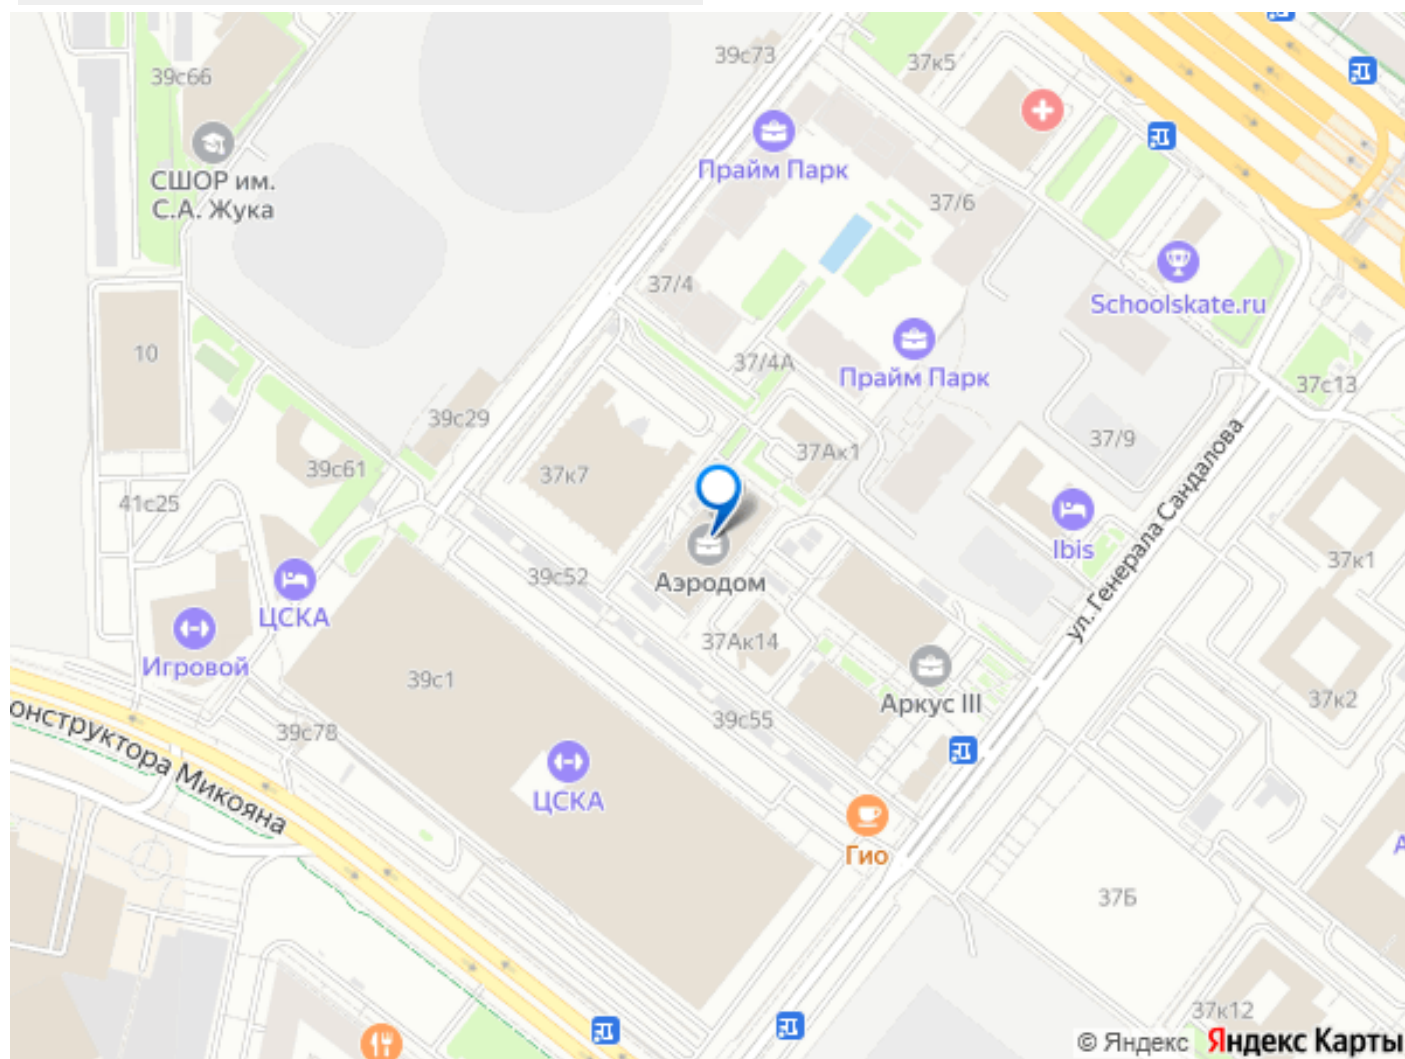 39с73
37к5
39с66
Прайм Парк
СШОР им.
С.А. Жука
37/6
37/4
Schoolskate.ru
10
37/4А
Прайм Парк
37с13
39с29
37Ак1
37/9
39с61
37к7
41с25
ул. Генерала Сандалова
Ibis
37к1
39с52
Аэродом
ЦСКА
Игровой
37Ак14
39с1
Аркус III
37к2
39с55
39с78
онструктора Микояна
ЦСКА
Гио
А
37Б
37к12
© Яндекс Яндекс Карты